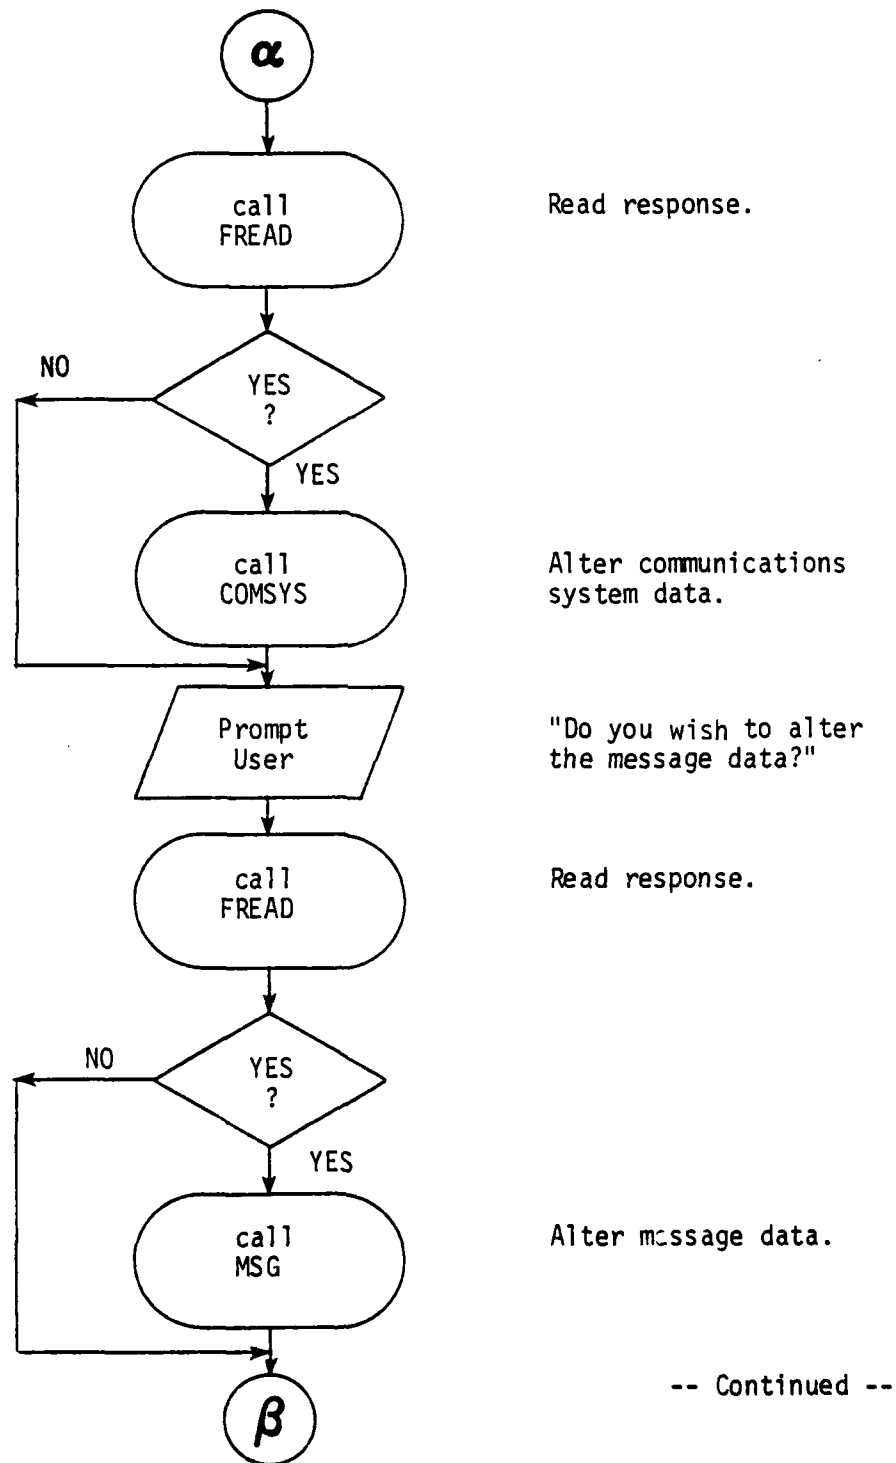 α
call
FREAD
Read response.
NO
YES
?
YES
call
COMSYS
Alter communications
system data.
Prompt
User
"Do you wish to alter
the message data?"
call
FREAD
Read response.
NO
YES
?
YES
call
MSG
Alter message data.
-- Continued --
β